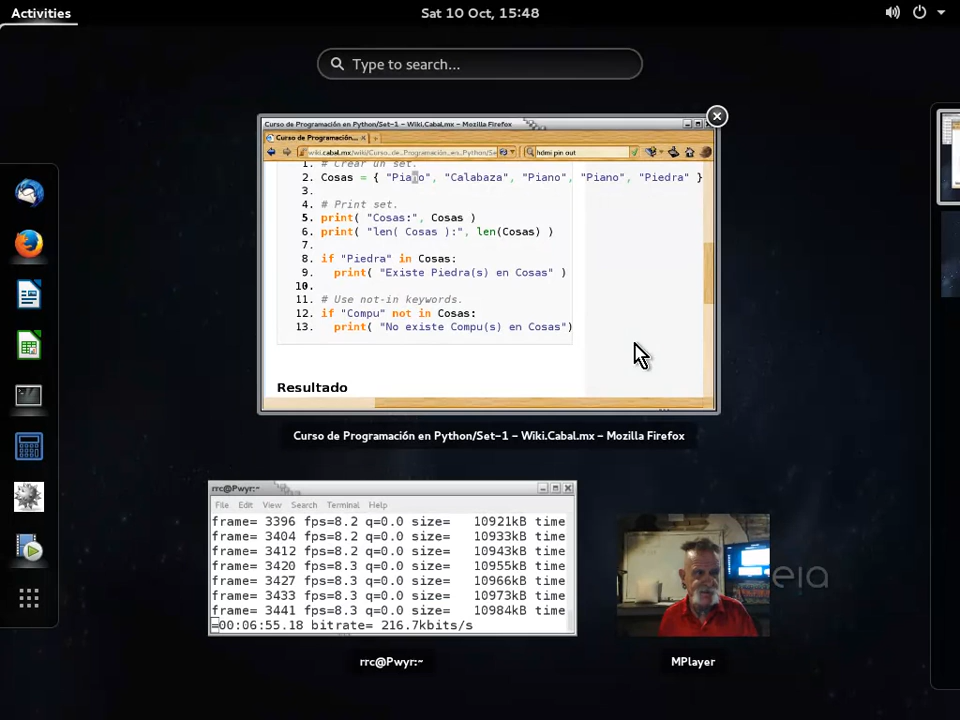 Activities
Sat 10 Oct, 15:48
Type to search...
Curso de Programación en Python/Set-1 – Wiki.Cabal.mx – Mozilla Firefox
Curso de Programación...
wiki.cabal.mx/wiki/Curso_de_Programación_en_Python/Se
hdmi pin out
1. # Crear un set.
2. Cosas = { "Piano", "Calabaza", "Piano", "Piano", "Piedra" }
3.
4. # Print set.
5. print( "Cosas:", Cosas )
6. print( "len( Cosas ):", len(Cosas) )
7.
8. if "Piedra" in Cosas:
9. print( "Existe Piedra(s) en Cosas" )
10.
11. # Use not-in keywords.
12. if "Compu" not in Cosas:
13. print( "No existe Compu(s) en Cosas")
Resultado
Curso de Programación en Python/Set-1 – Wiki.Cabal.mx – Mozilla Firefox
rrc@Pwyr:~
File Edit View Search Terminal Help
frame= 3396 fps=8.2 q=0.0 size= 10921kB time
frame= 3404 fps=8.2 q=0.0 size= 10933kB time
frame= 3412 fps=8.2 q=0.0 size= 10943kB time
frame= 3420 fps=8.3 q=0.0 size= 10955kB time
frame= 3427 fps=8.3 q=0.0 size= 10966kB time
frame= 3433 fps=8.3 q=0.0 size= 10973kB time
frame= 3441 fps=8.3 q=0.0 size= 10984kB time
=00:06:55.18 bitrate= 216.7kbits/s
rrc@Pwyr:~
MPlayer